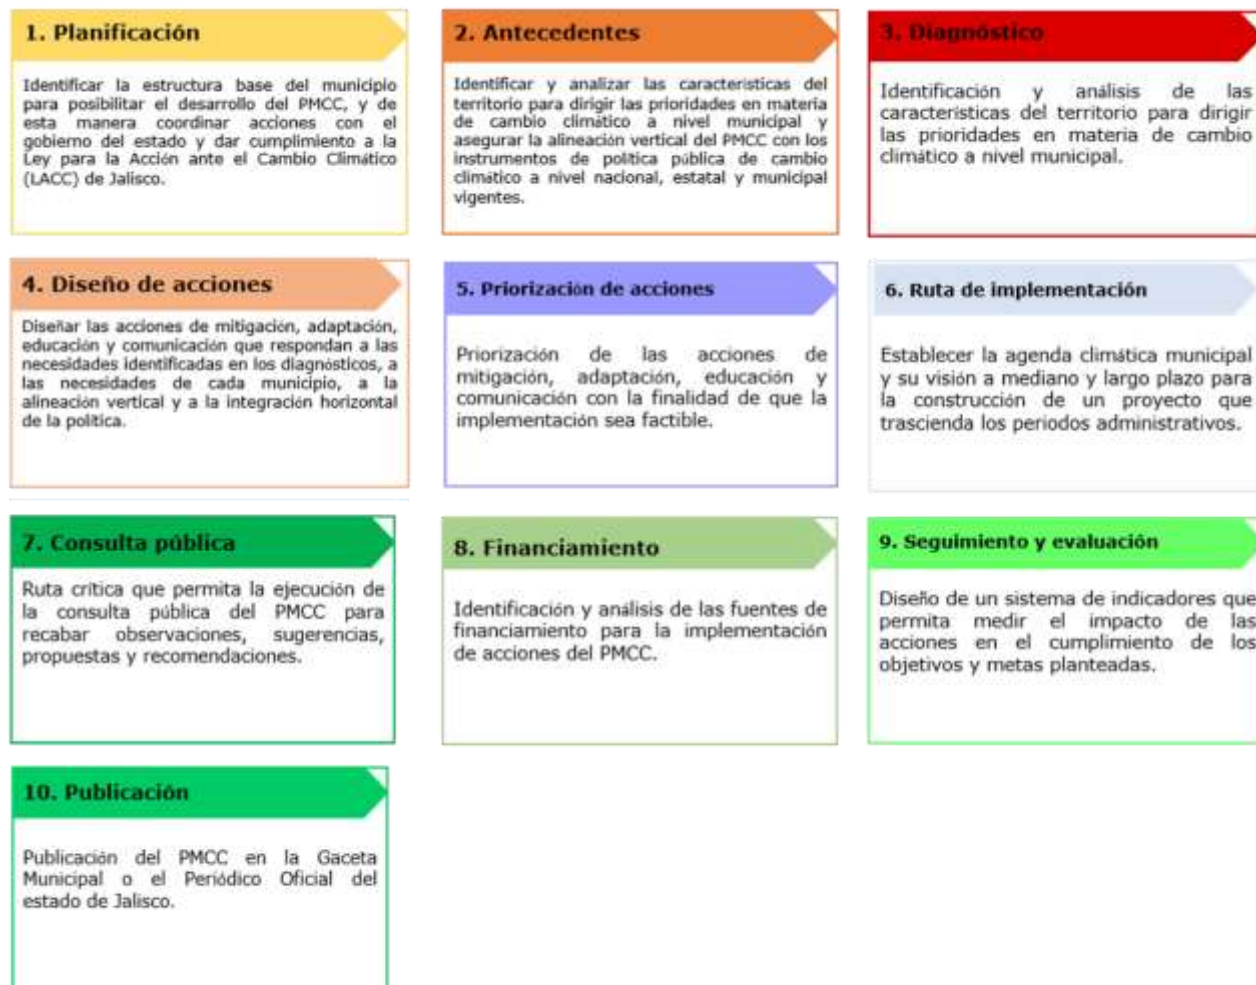 1. Planificación
Identificar la estructura base del municipio
para posibilitar el desarrollo del PMCC, y de
esta manera coordinar acciones con el
gobierno del estado y dar cumplimiento a la
Ley para la Acción ante el Cambio Climático
(LACC) de Jalisco.
2. Antecedentes
Identificar y analizar las características del
territorio para dirigir las prioridades en materia
de cambio climático a nivel municipal y
asegurar la alineación vertical del PMCC con los
instrumentos de política pública de cambio
climático a nivel nacional, estatal y municipal
vigentes.
3. Diagnóstico
Identificación y análisis de las
características del territorio para dirigir
las prioridades en materia de cambio
climático a nivel municipal.
4. Diseño de acciones
Diseñar las acciones de mitigación, adaptación,
educación y comunicación que respondan a las
necesidades identificadas en los diagnósticos, a
las necesidades de cada municipio, a la
alineación vertical y a la integración horizontal
de la política.
5. Priorización de acciones
Priorización de las acciones de
mitigación, adaptación, educación y
comunicación con la finalidad de que la
implementación sea factible.
6. Ruta de implementación
Establecer la agenda climática municipal
y su visión a mediano y largo plazo para
la construcción de un proyecto que
trascienda los periodos administrativos.
7. Consulta pública
Ruta crítica que permita la ejecución de
la consulta pública del PMCC para
recabar observaciones, sugerencias,
propuestas y recomendaciones.
8. Financiamiento
Identificación y análisis de las fuentes de
financiamiento para la implementación
de acciones del PMCC.
9. Seguimiento y evaluación
Diseño de un sistema de indicadores que
permita medir el impacto de las
acciones en el cumplimiento de los
objetivos y metas planteadas.
10. Publicación
Publicación del PMCC en la Gaceta
Municipal o el Periódico Oficial del
estado de Jalisco.